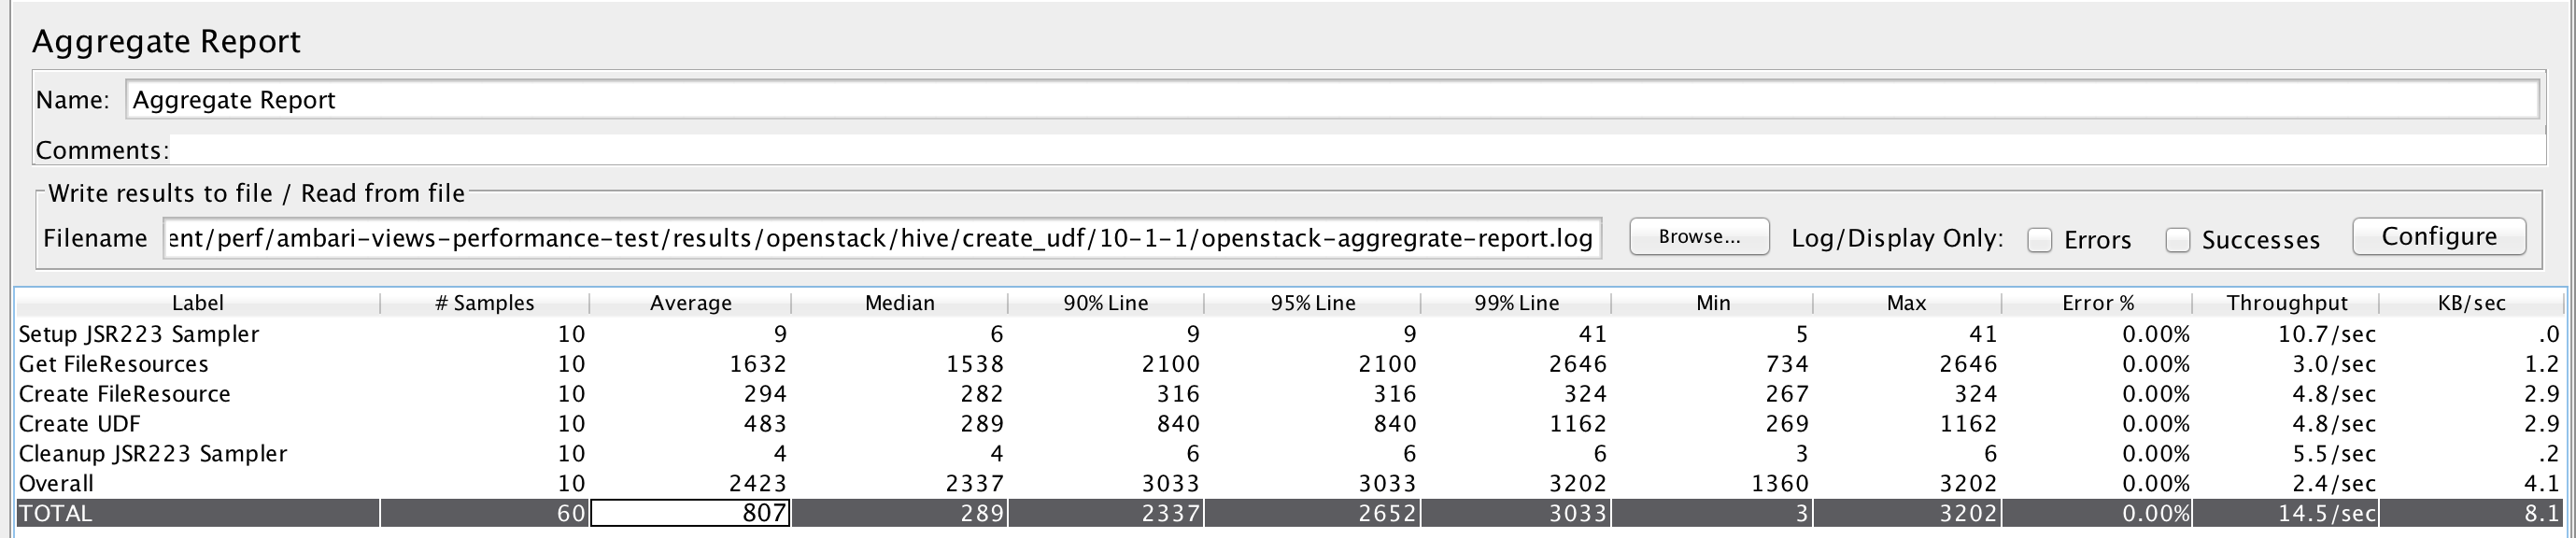 Aggregate Report
Name: Aggregate Report
Comments:
Write results to file / Read from file
Filename ent/perf/ambari-views-performance-test/results/openstack/hive/create_udf/10-1-1/openstack-aggregrate-report.log Browse... Log/Display Only: Errors Successes Configure
Label # Samples Average Median 90% Line 95% Line 99% Line Min Max Error % Throughput KB/sec
Setup JSR223 Sampler 10 9 6 9 9 41 5 41 0.00% 10.7/sec .0
Get FileResources 10 1632 1538 2100 2100 2646 734 2646 0.00% 3.0/sec 1.2
Create FileResource 10 294 282 316 316 324 267 324 0.00% 4.8/sec 2.9
Create UDF 10 483 289 840 840 1162 269 1162 0.00% 4.8/sec 2.9
Cleanup JSR223 Sampler 10 4 4 6 6 6 3 6 0.00% 5.5/sec .2
Overall 10 2423 2337 3033 3033 3202 1360 3202 0.00% 2.4/sec 4.1
TOTAL 60 807 289 2337 2652 3033 3 3202 0.00% 14.5/sec 8.1